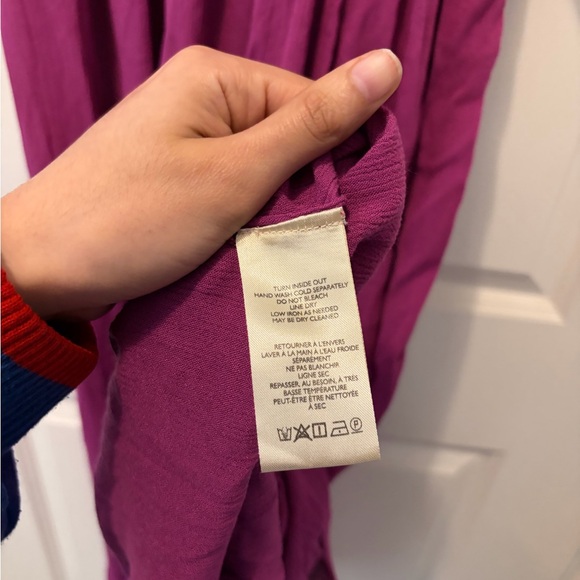 TURN INSIDE OUT
HAND WASH COLD SEPARATELY
DO NOT BLEACH
LINE DRY
LOW IRON AS NEEDED
MAY BE DRY CLEANED
RETOURNER À L'ENVERS
LAVER À LA MAIN À L'EAU FROIDE
SÉPARÉMENT
NE PAS BLANCHIR
LIGNE SEC
REPASSER, AU BESOIN, À TRÈS
BASSE TEMPÉRATURE
PEUT-ÊTRE ÊTRE NETTOYÉE
À SEC
P